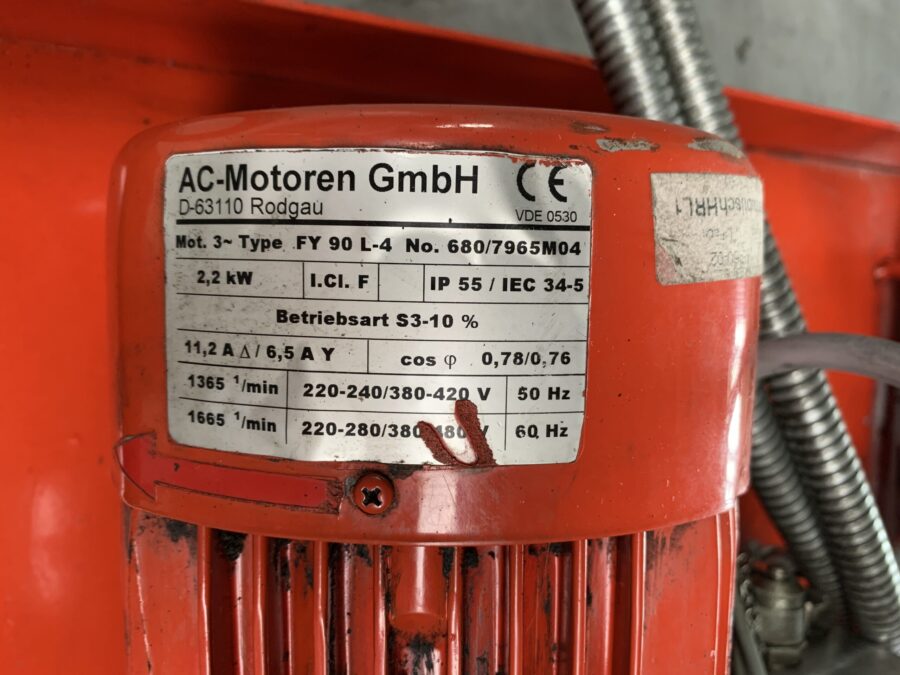 AC-Motoren GmbH CE
D-63110 Rodgau VDE 0530
Mot. 3~ Type FY 90 L-4 No. 680/7965M04
2,2 kW I.Cl. F IP 55 / IEC 34-5
Betriebsart S3-10 %
11,2 A Δ / 6,5 A Y cos φ 0,78/0,76
1365 ¹/min 220-240/380-420 V 50 Hz
1665 ¹/min 220-280/380-480 V 60 Hz